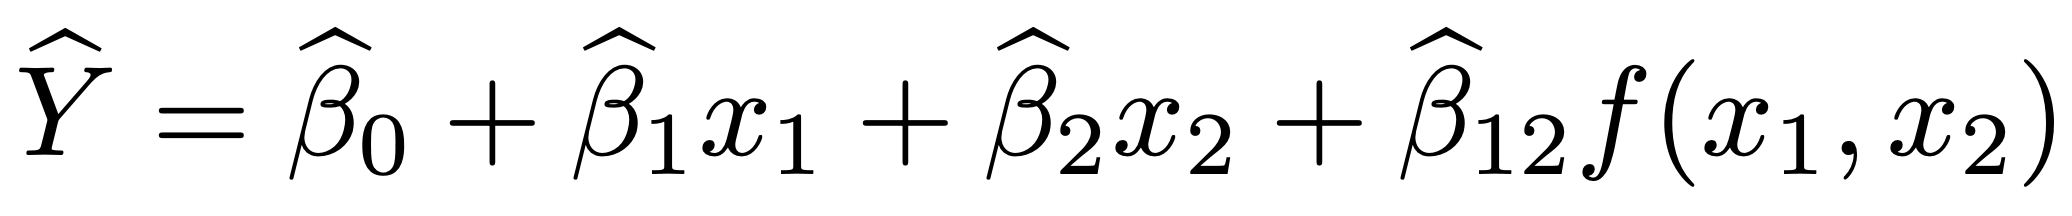 Ŷ = β̂₀ + β̂₁x₁ + β̂₂x₂ + β̂₁₂f(x₁, x₂)